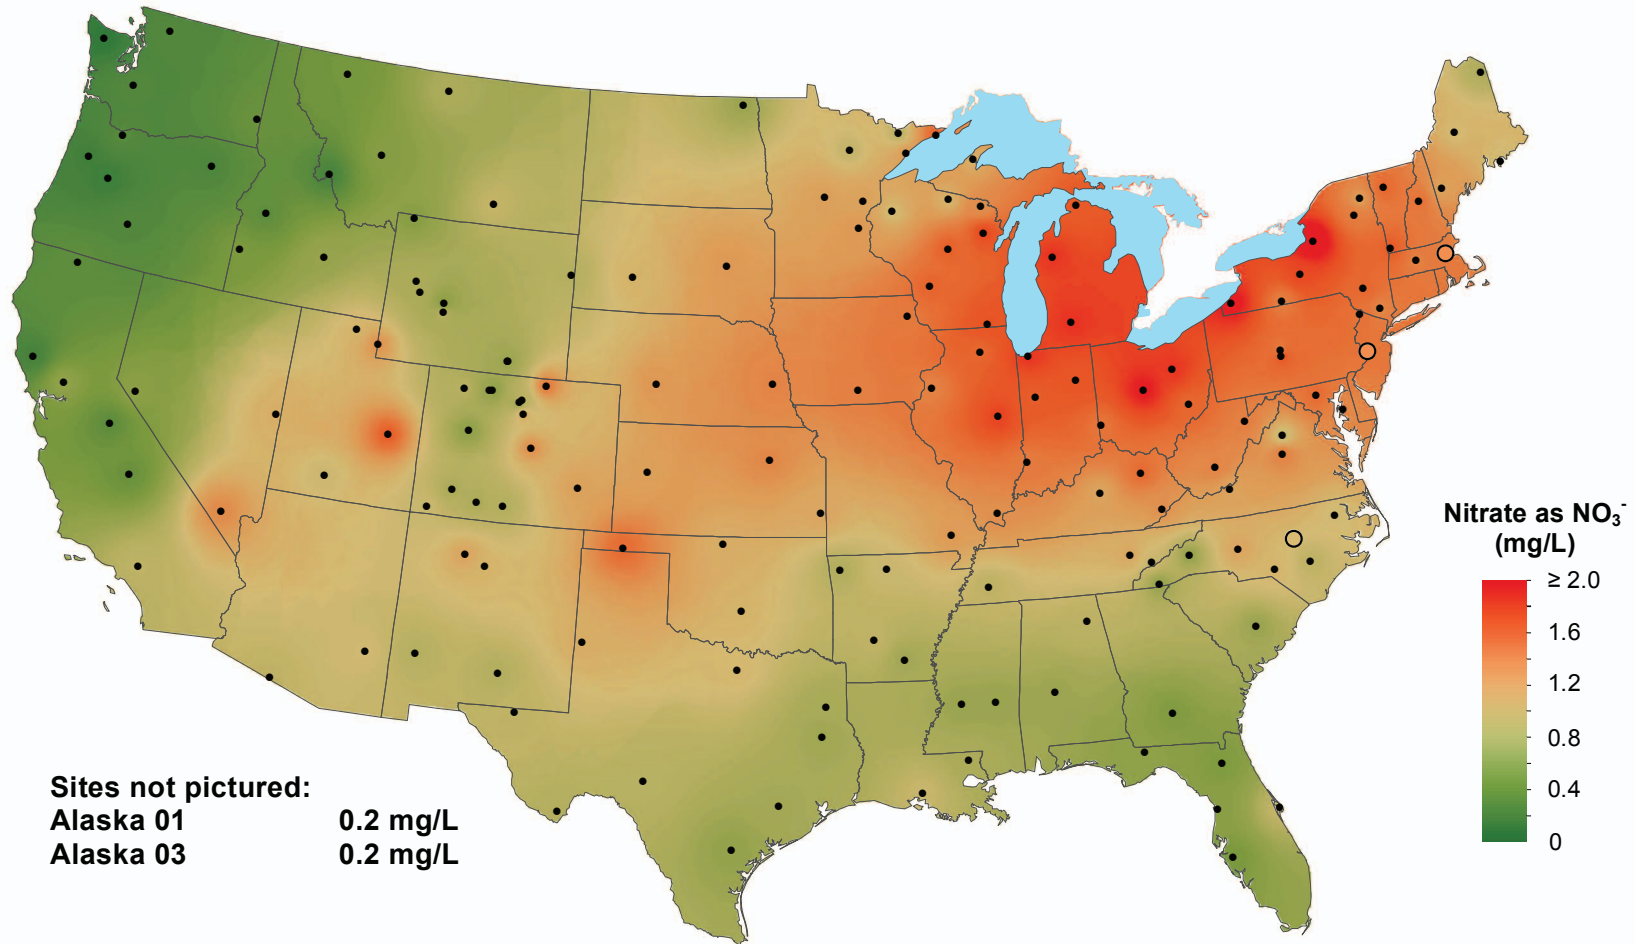 Nitrate as NO₃⁻
(mg/L)
≥ 2.0
1.6
1.2
0.8
0.4
0
Sites not pictured:
Alaska 01 0.2 mg/L
Alaska 03 0.2 mg/L